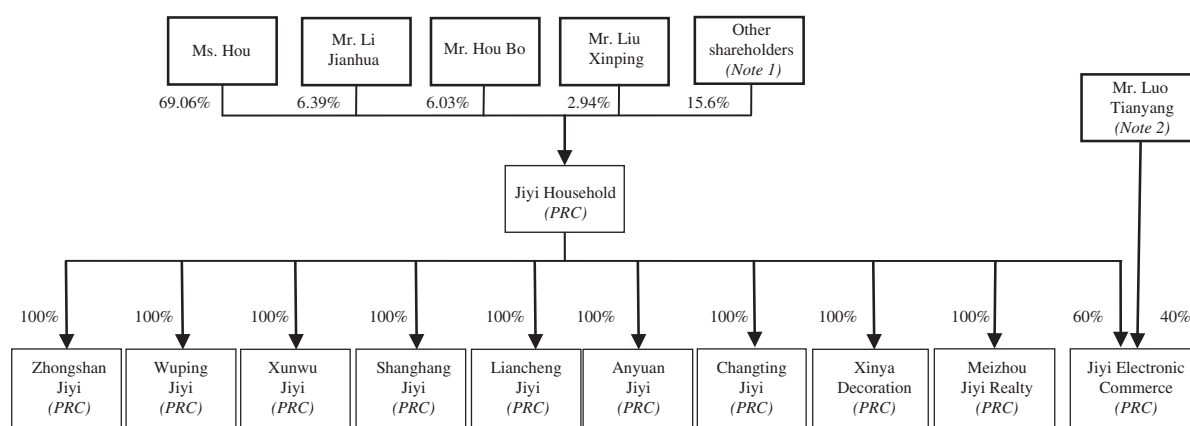 Ms. Hou
Mr. Li
Jianhua
Mr. Hou Bo
Mr. Liu
Xinping
Other
shareholders
(Note 1)
Mr. Luo
Tianyang
(Note 2)
69.06%
6.39%
6.03%
2.94%
15.6%
Jiyi Household
(PRC)
100%
100%
100%
100%
100%
100%
100%
100%
100%
60%
40%
Zhongshan
Jiyi
(PRC)
Wuping
Jiyi
(PRC)
Xunwu
Jiyi
(PRC)
Shanghang
Jiyi
(PRC)
Liancheng
Jiyi
(PRC)
Anyuan
Jiyi
(PRC)
Changting
Jiyi
(PRC)
Xinya
Decoration
(PRC)
Meizhou
Jiyi Realty
(PRC)
Jiyi Electronic
Commerce
(PRC)